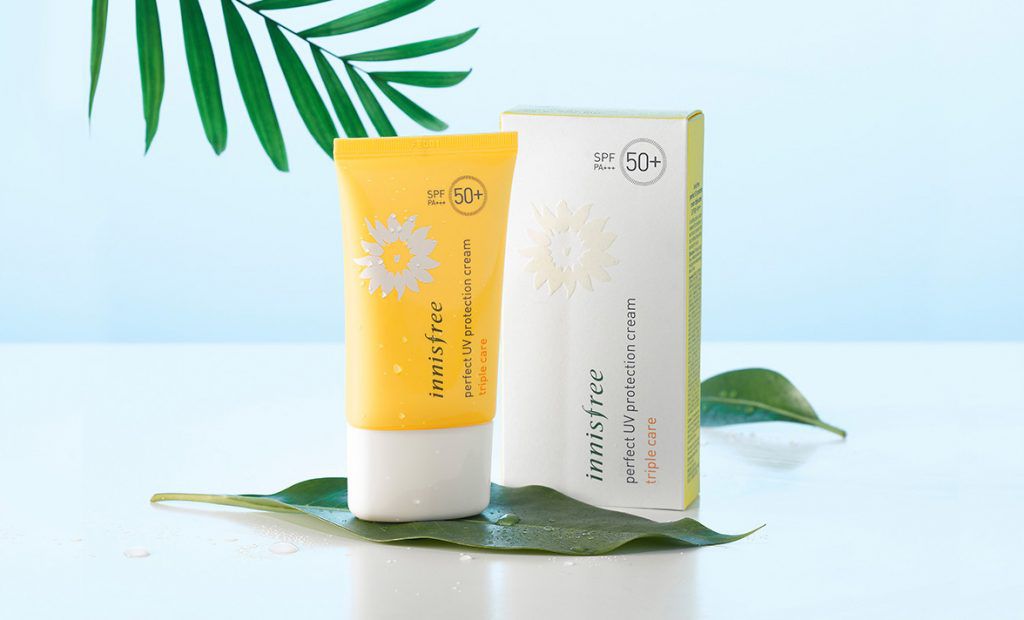 SPF
PA+++
50+
innisfree
perfect UV protection cream
triple care
SPF
PA+++
50+
innisfree
perfect UV protection cream
triple care